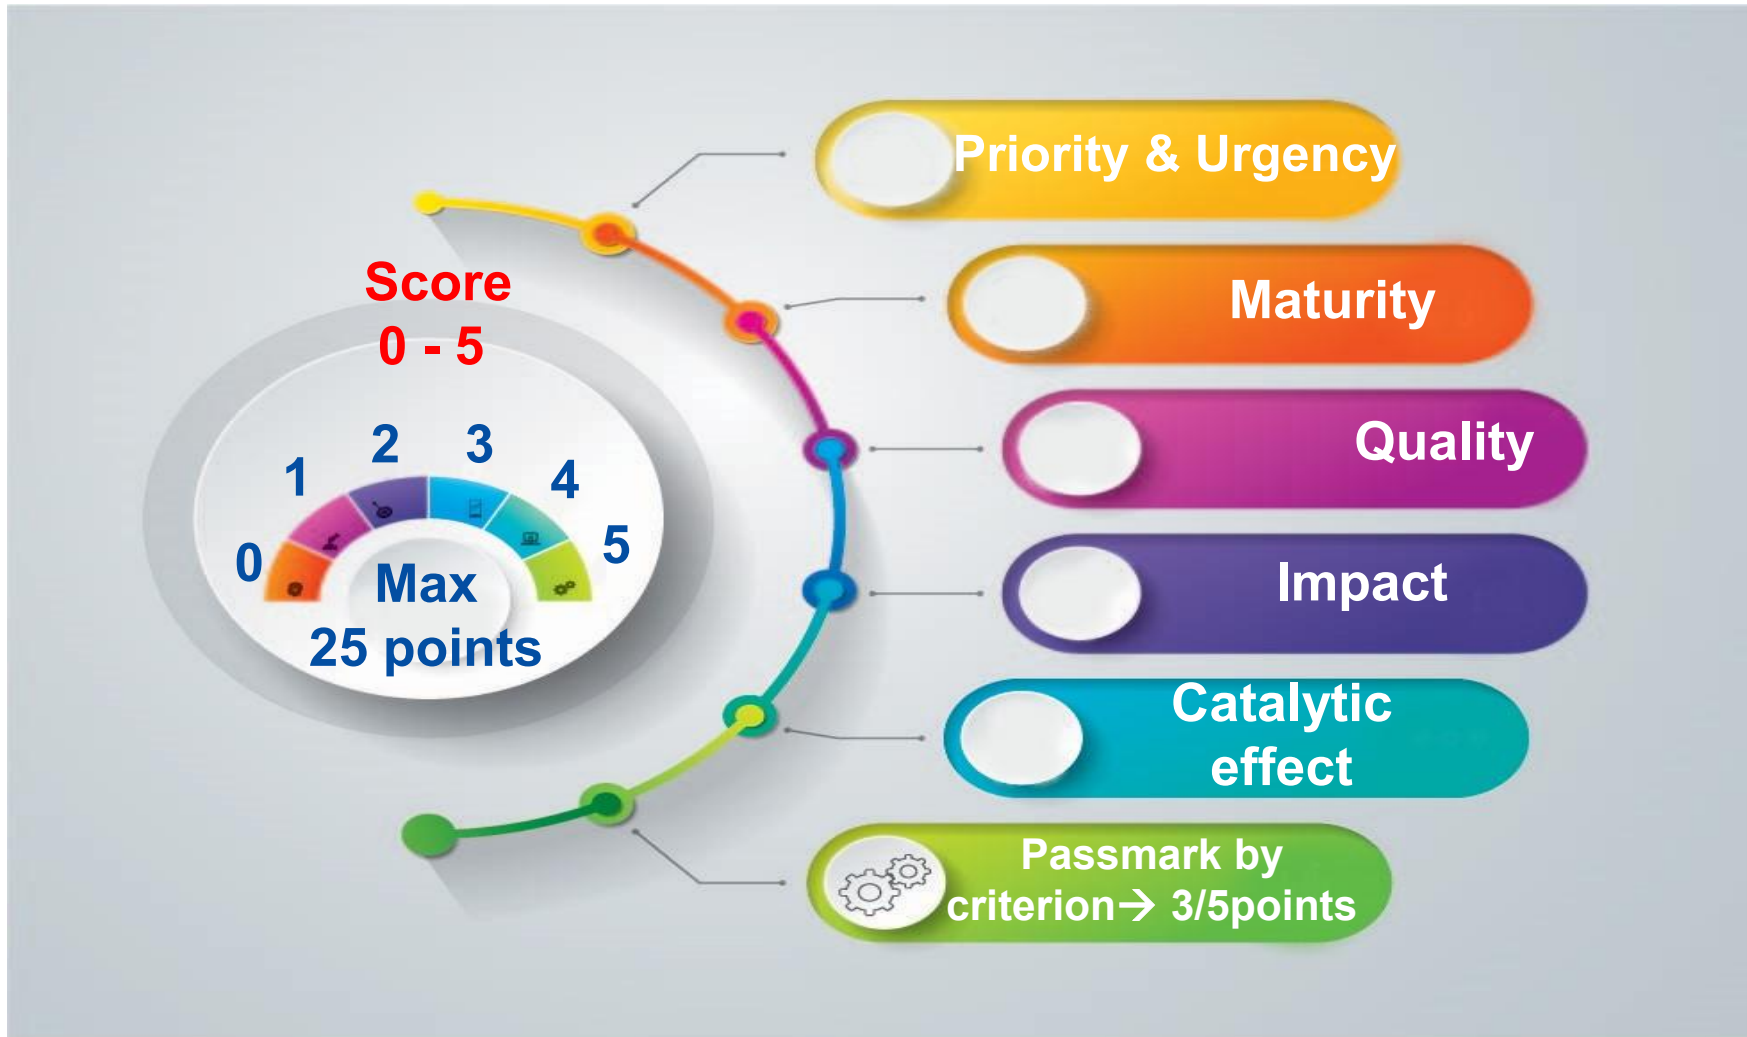 Score
0 - 5
0
1
2
3
4
5
Max
25 points
Priority & Urgency
Maturity
Quality
Impact
Catalytic
effect
Passmark by
criterion→ 3/5points